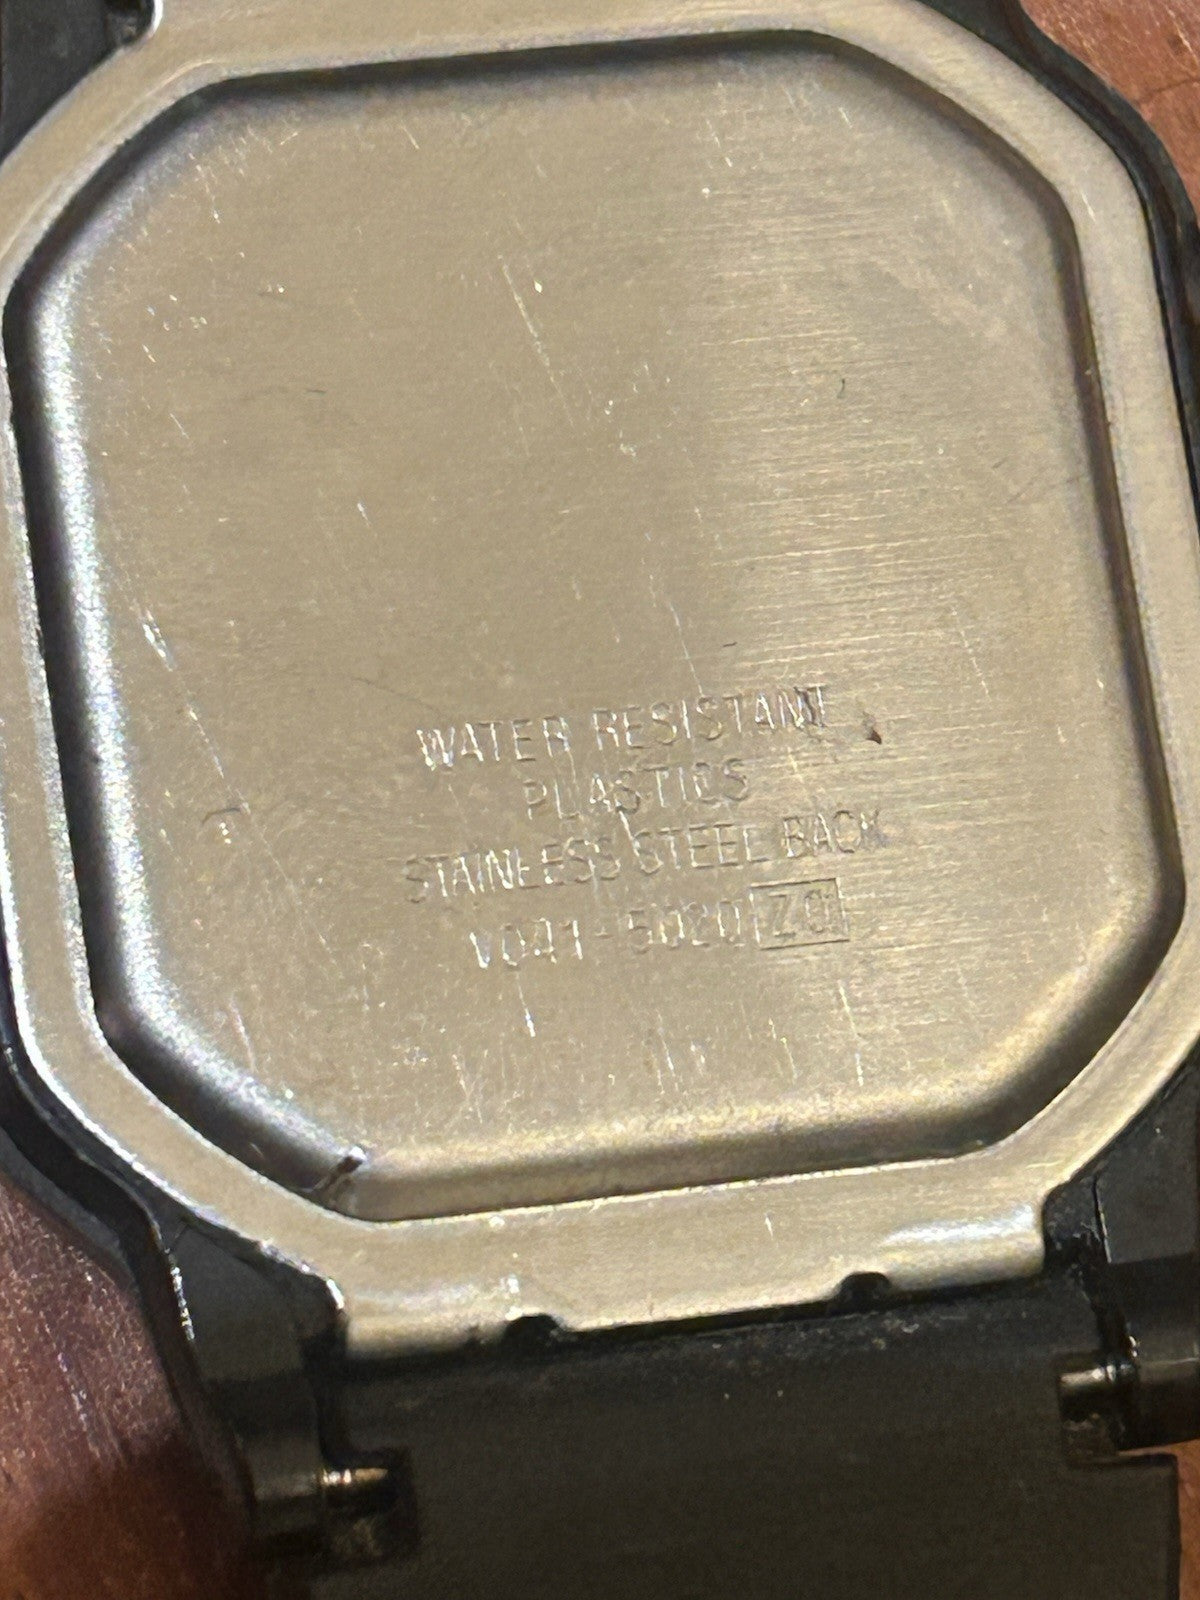 WATER RESISTANT
PLASTICS
STAINLESS STEEL BACK
V041-5020 Z0